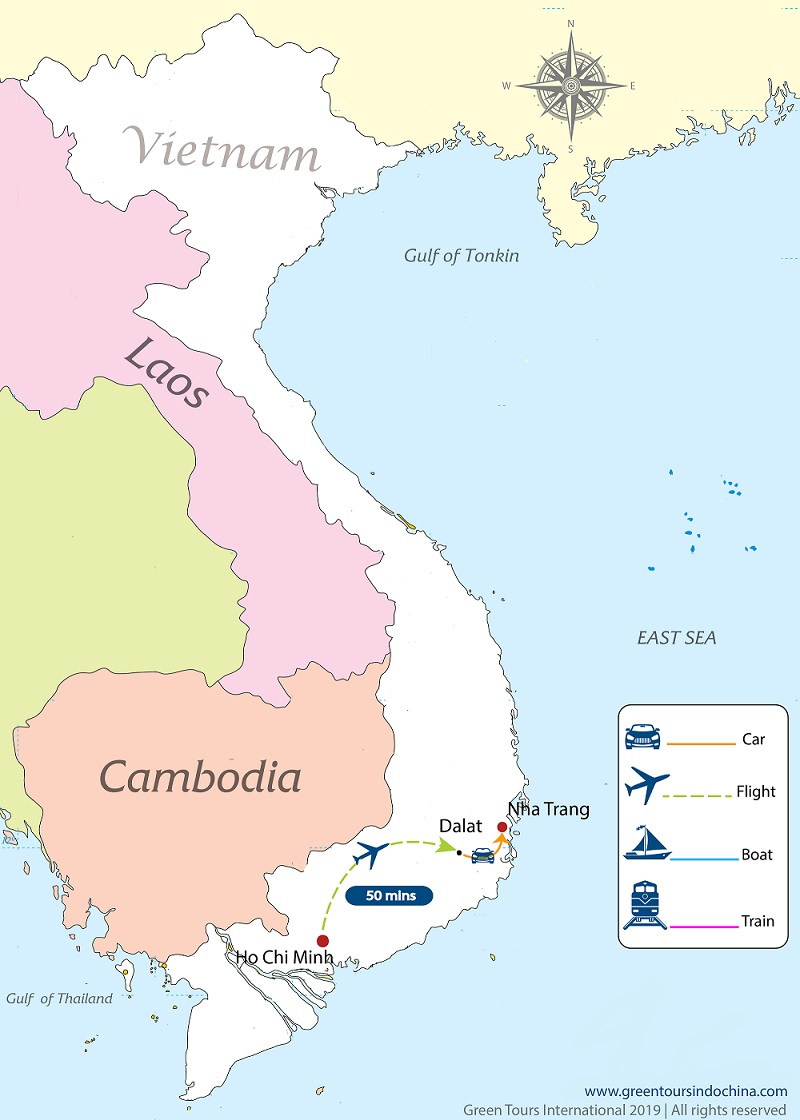 N
W
E
S
Vietnam
Gulf of Tonkin
Laos
EAST SEA
Car
Flight
Boat
Train
Cambodia
Nha Trang
Dalat
50 mins
Ho Chi Minh
Gulf of Thailand
www.greentoursindochina.com
Green Tours International 2019 | All rights reserved